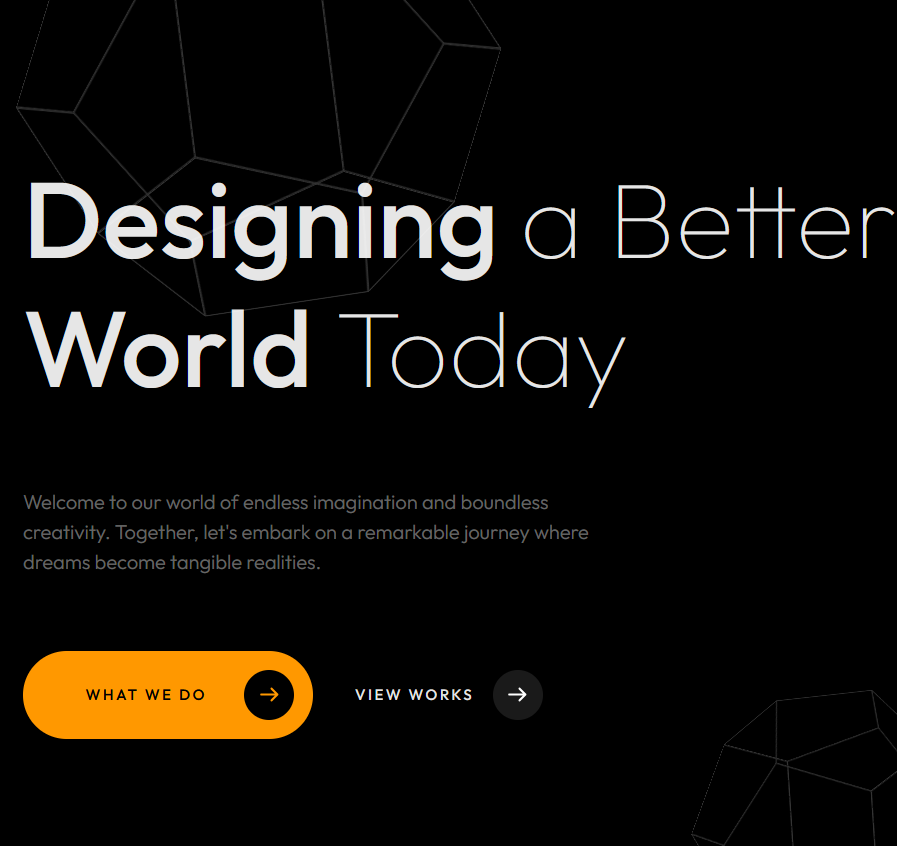 Designing a Better
World Today
Welcome to our world of endless imagination and boundless
creativity. Together, let's embark on a remarkable journey where
dreams become tangible realities.
WHAT WE DO
VIEW WORKS